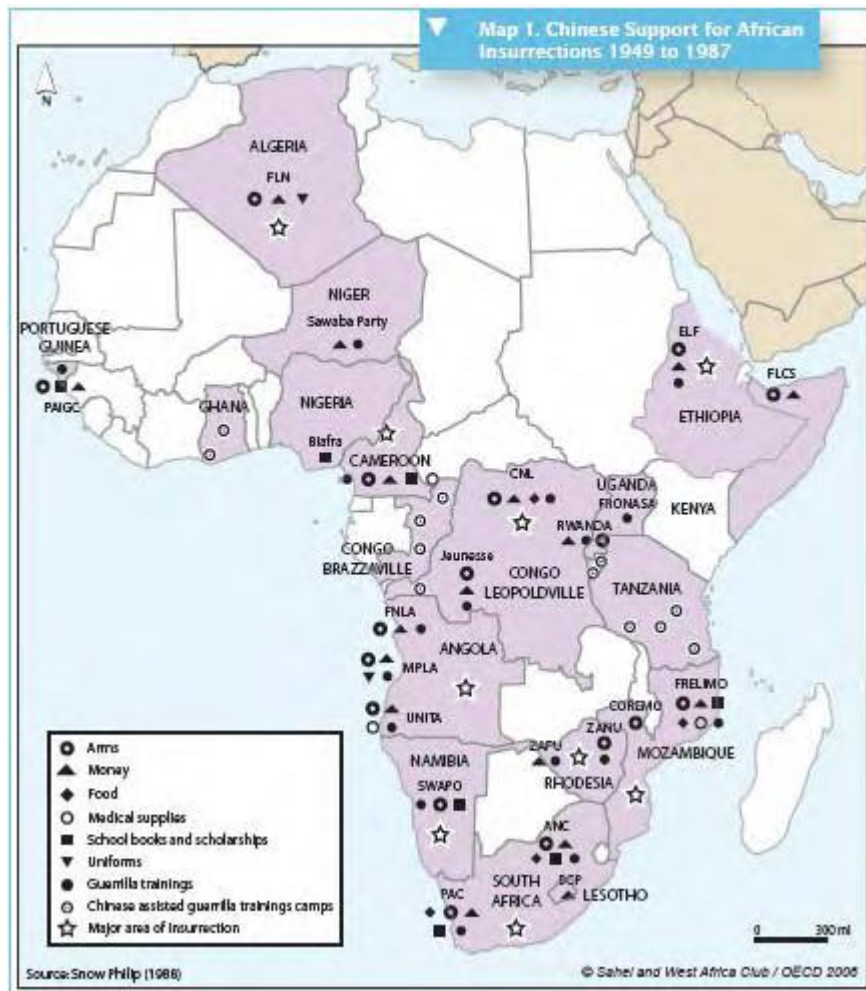 Map 1. Chinese Support for African
Insurrections 1949 to 1987
N
ALGERIA
FLN
NIGER
Sawaba Party
PORTUGUESE
GUINEA
PAIGC
GHANA
NIGERIA
Biafra
CAMEROON
ELF
FLCS
ETHIOPIA
CNL
UGANDA
FRONASA
KENYA
RWANDA
CONGO
BRAZZAVILLE
Jeunesse
CONGO
LEOPOLDVILLE
TANZANIA
FNLA
ANGOLA
MPLA
UNITA
FRELIMO
COREMO
MOZAMBIQUE
ZANU
ZAPU
RHODESIA
NAMIBIA
SWAPO
ANC
SOUTH
AFRICA
BCP
LESOTHO
PAC
Arms
Money
Food
Medical supplies
School books and scholarships
Uniforms
Guerrilla trainings
Chinese assisted guerrilla trainings camps
Major area of insurrection
0 300 mi
Source: Snow Philip (1988)
© Sahel and West Africa Club / OECD 2006